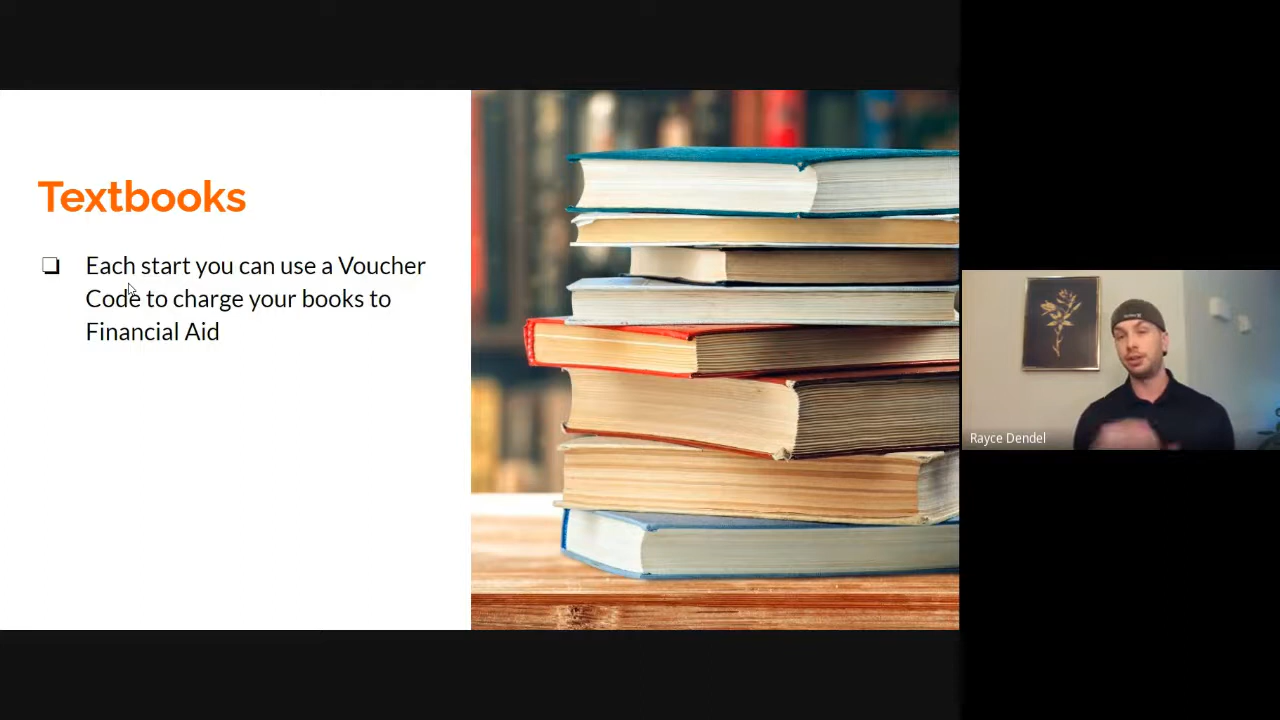 Textbooks
❏ Each start you can use a Voucher
Code to charge your books to
Financial Aid
Rayce Dendel